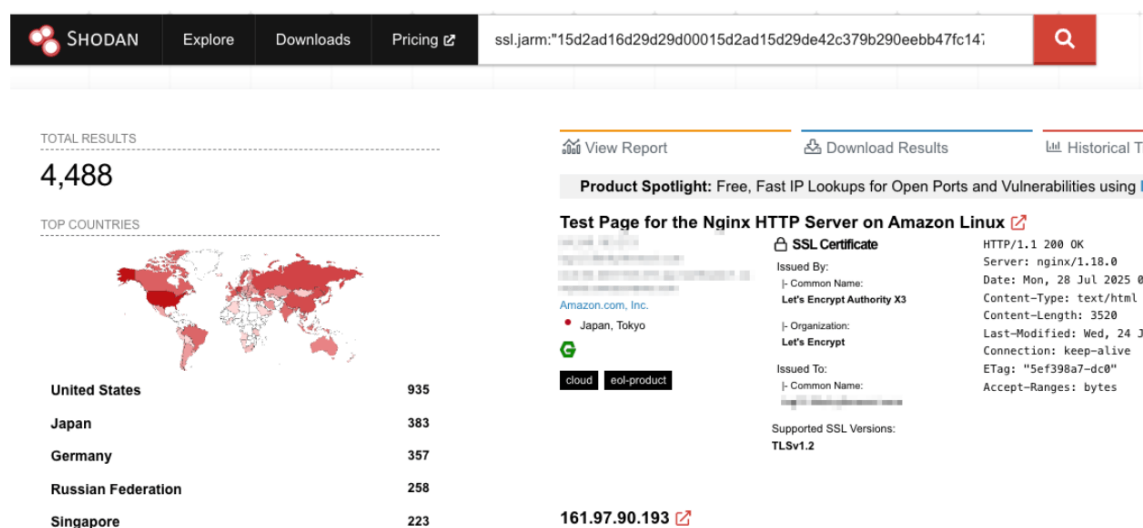 SHODAN Explore Downloads Pricing ssl.jarm:"15d2ad16d29d29d00015d2ad15d29de42c379b290eebb47fc147
TOTAL RESULTS
4,488
TOP COUNTRIES
United States 935
Japan 383
Germany 357
Russian Federation 258
Singapore 223
View Report Download Results Historical T
Product Spotlight: Free, Fast IP Lookups for Open Ports and Vulnerabilities using
Test Page for the Nginx HTTP Server on Amazon Linux
Amazon.com, Inc.
Japan, Tokyo
cloud eol-product
SSL Certificate
Issued By:
|- Common Name:
Let's Encrypt Authority X3
|- Organization:
Let's Encrypt
Issued To:
|- Common Name:
Supported SSL Versions:
TLSv1.2
HTTP/1.1 200 OK
Server: nginx/1.18.0
Date: Mon, 28 Jul 2025 0
Content-Type: text/html
Content-Length: 3520
Last-Modified: Wed, 24 J
Connection: keep-alive
ETag: "5ef398a7-dc0"
Accept-Ranges: bytes
161.97.90.193